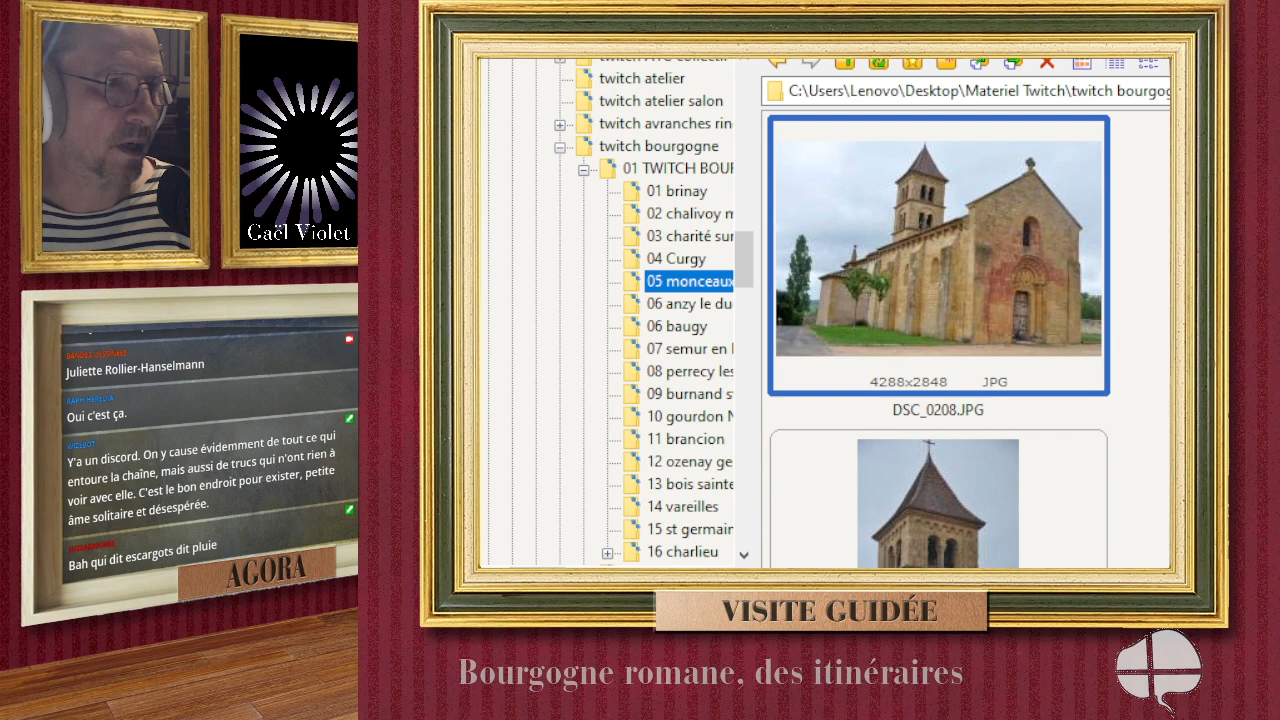 Gaël Violet
BANDES DESSINÉES
Juliette Rollier-Hanselmann
Oui c'est ça.
WIZEBOT
Y'a un discord. On y cause évidemment de tout ce qui
entoure la chaîne, mais aussi de trucs qui n'ont rien à
voir avec elle. C'est le bon endroit pour exister, petite
âme solitaire et désespérée.
Bah qui dit escargots dit pluie
AGORA
twitch atelier
twitch atelier salon
twitch avranches rin
twitch bourgogne
01 TWITCH BOUR
01 brinay
02 chalivoy m
03 charité sur
04 Curgy
05 monceaux
06 anzy le du
06 baugy
07 semur en l
08 perrecy les
09 burnand s
10 gourdon N
11 brancion
12 ozenay ge
13 bois sainte
14 vareilles
15 st germain
16 charlieu
C:\Users\Lenovo\Desktop\Materiel Twitch\twitch bourgog
4288x2848 JPG
DSC_0208.JPG
VISITE GUIDÉE
Bourgogne romane, des itinéraires